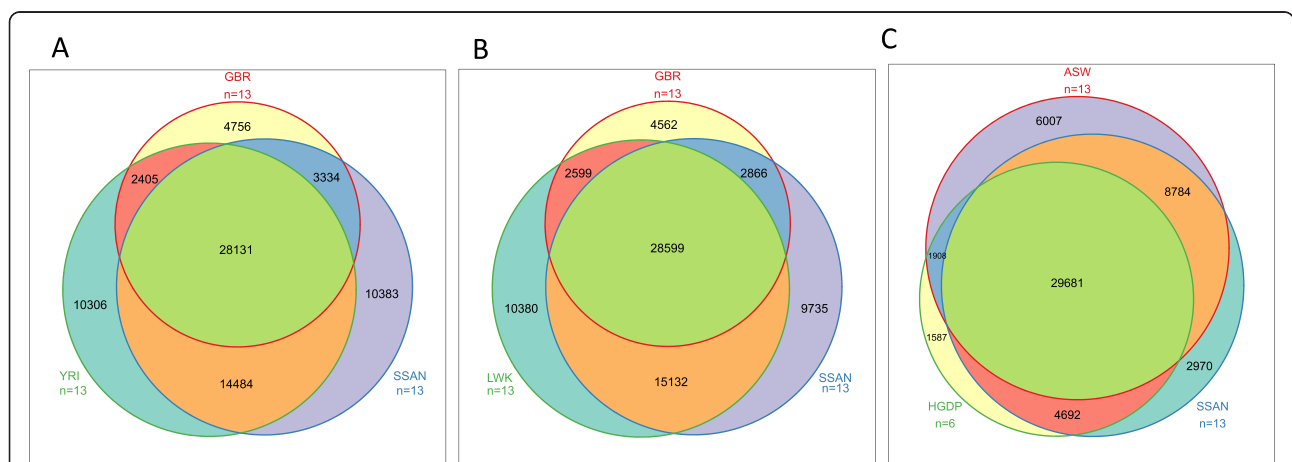 A
GBR
n=13
4756
2405
3334
28131
10306
10383
14484
YRI
n=13
SSAN
n=13
B
GBR
n=13
4562
2599
2866
28599
10380
9735
15132
LWK
n=13
SSAN
n=13
C
ASW
n=13
6007
8784
1908
29681
1587
2970
4692
HGDP
n=6
SSAN
n=13